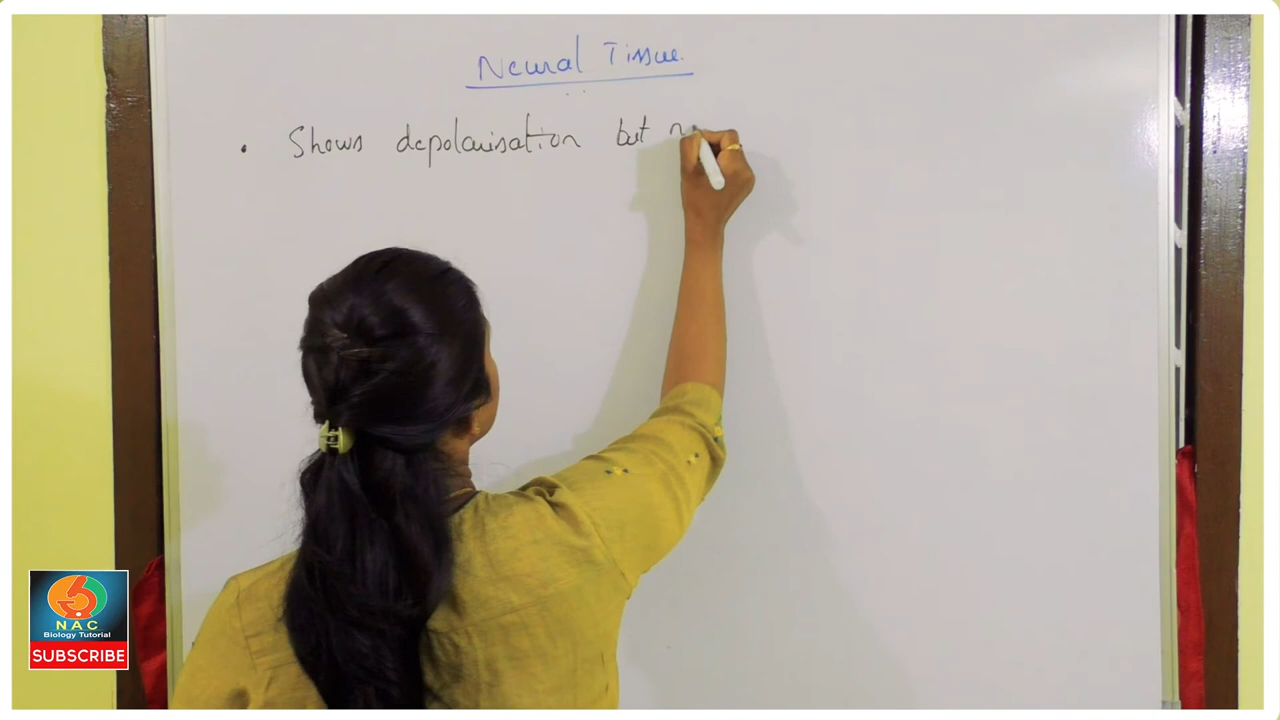 Neural Tissue.
• Shows depolarisation but n
NAC
Biology Tutorial
SUBSCRIBE